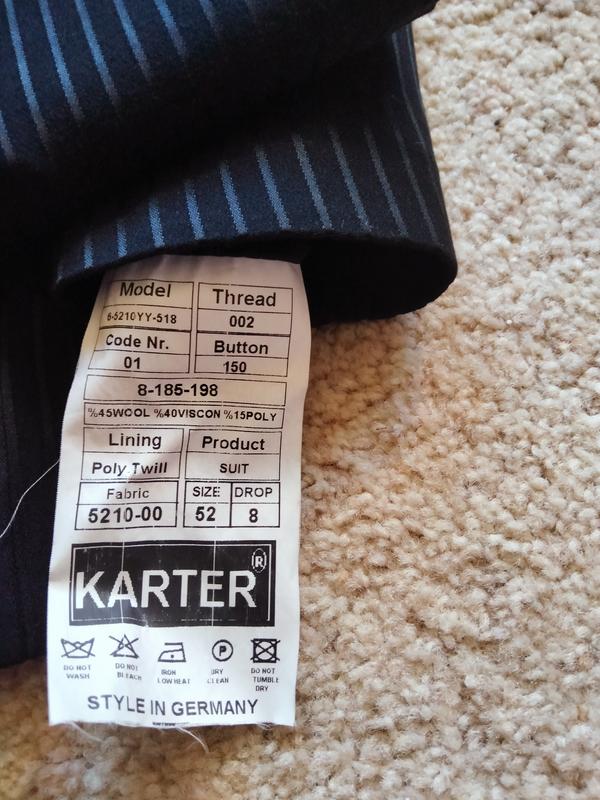 Model
Thread
6-5210YY-518
002
Code Nr.
Button
01
150
8-185-198
%45WOOL %40VISCON %15POLY
Lining
Product
Poly.Twill
SUIT
Fabric
SIZE
DROP
5210-00
52
8
KARTER ®
DO NOT
WASH
DO NOT
BLEACH
IRON
LOW HEAT
P
DRY
CLEAN
DO NOT
TUMBLE
DRY
STYLE IN GERMANY